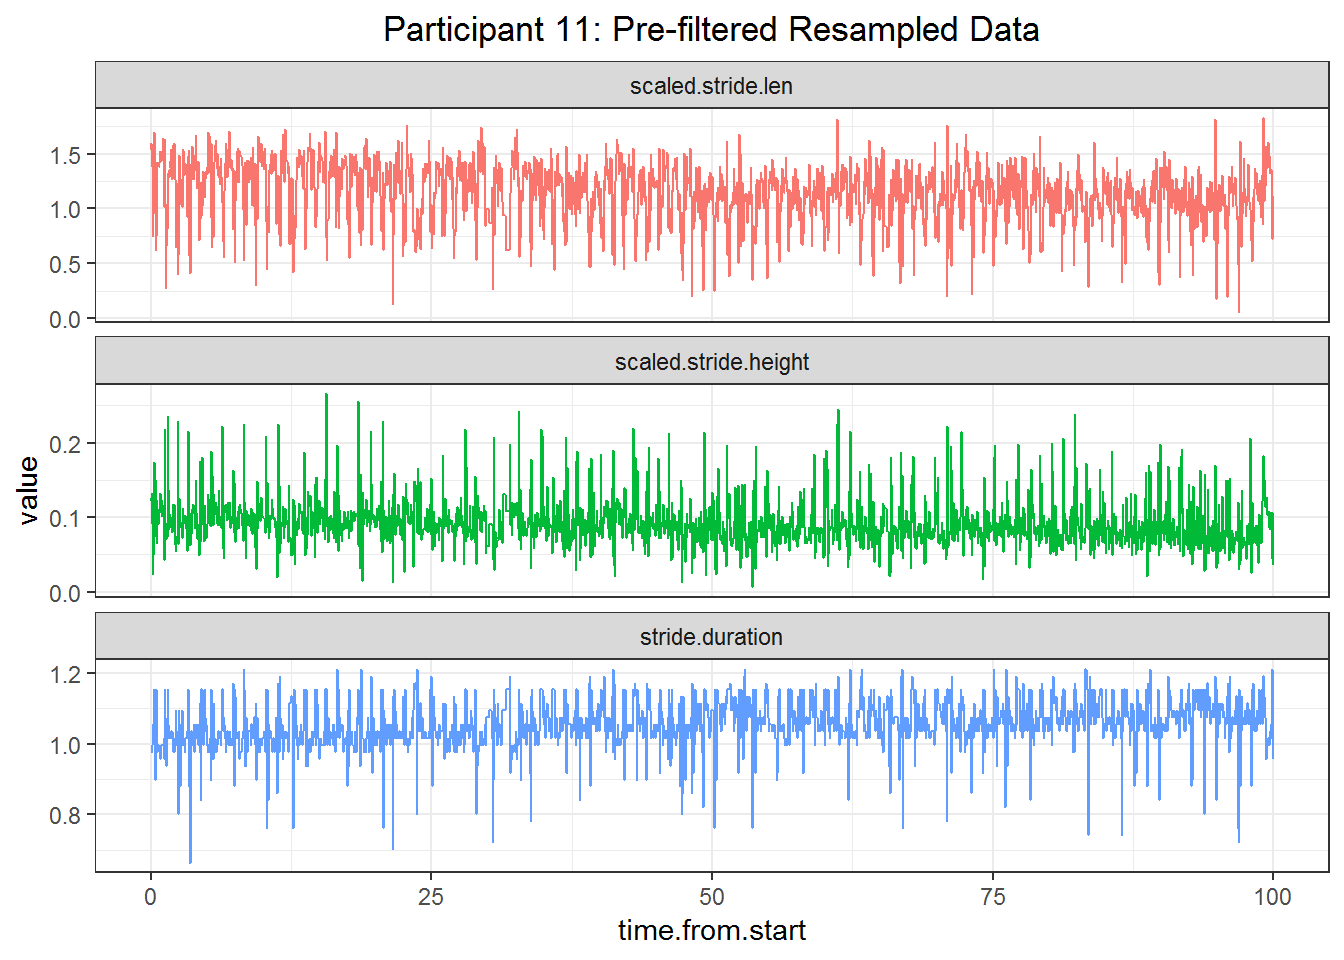 Participant 11: Pre-filtered Resampled Data
scaled.stride.len
1.5
1.0
0.5
0.0
scaled.stride.height
0.2
0.1
0.0
value
stride.duration
1.2
1.0
0.8
0 25 50 75 100
time.from.start